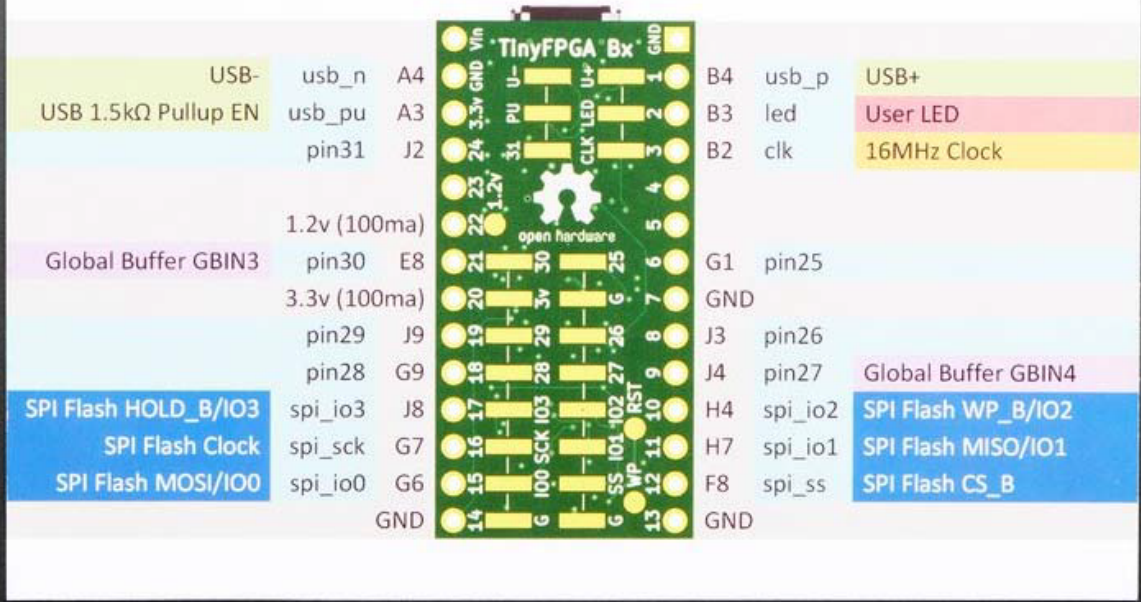 Vin TinyFPGA Bx GND
USB- usb_n A4 GND U- U+ 1 B4 usb_p USB+
USB 1.5kΩ Pullup EN usb_pu A3 3.3v PU LED 2 B3 led User LED
pin31 J2 24 31 CLK 3 B2 clk 16MHz Clock
23 1.2v 4
1.2v (100ma) 22 5
open hardware
Global Buffer GBIN3 pin30 E8 21 30 25 6 G1 pin25
3.3v (100ma) 20 3v G 7 GND
pin29 J9 19 29 26 8 J3 pin26
pin28 G9 18 28 27 9 J4 pin27 Global Buffer GBIN4
SPI Flash HOLD_B/IO3 spi_io3 J8 17 IO3 IO2 RST 10 H4 spi_io2 SPI Flash WP_B/IO2
SPI Flash Clock spi_sck G7 16 SCK IO1 11 H7 spi_io1 SPI Flash MISO/IO1
SPI Flash MOSI/IO0 spi_io0 G6 15 IO0 SS WP 12 F8 spi_ss SPI Flash CS_B
GND 14 G G 13 GND